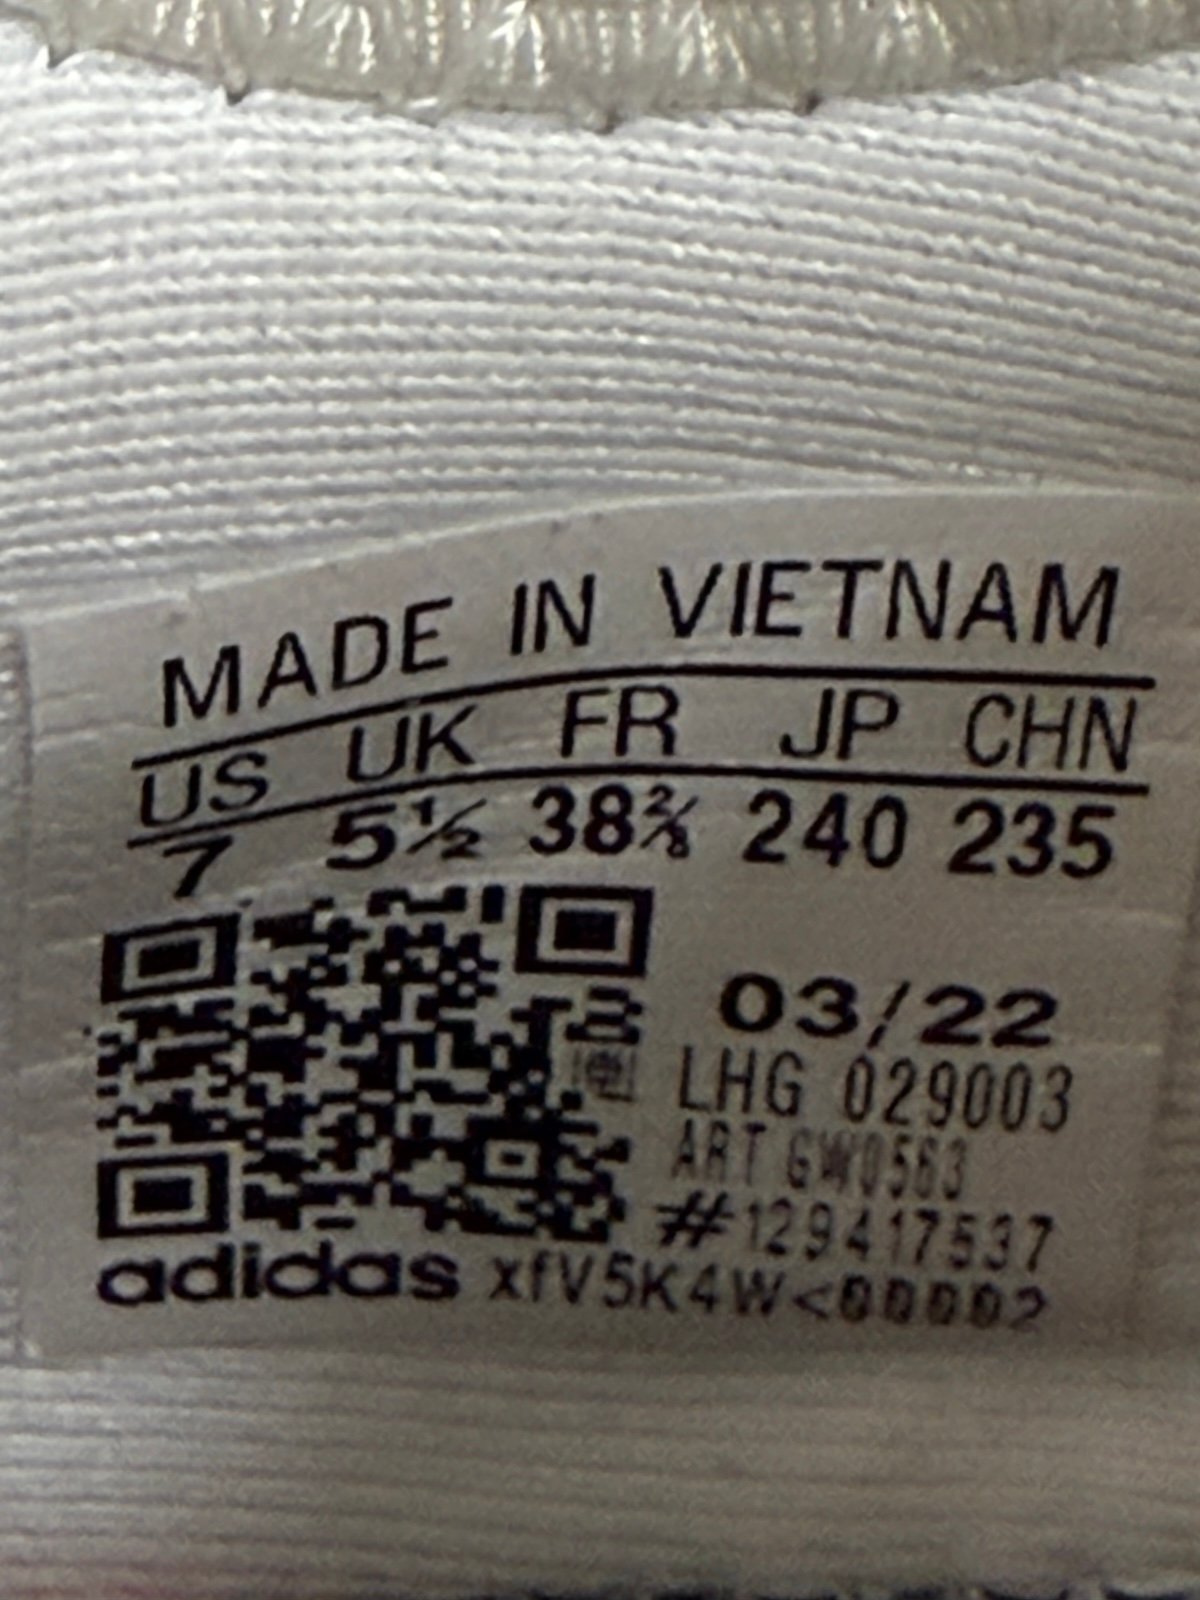 MADE IN VIETNAM
US UK FR JP CHN
7 5½ 38⅔ 240 235
03/22
LHG 029003
ART GW0563
#129417537
adidas xfV5K4W<00002